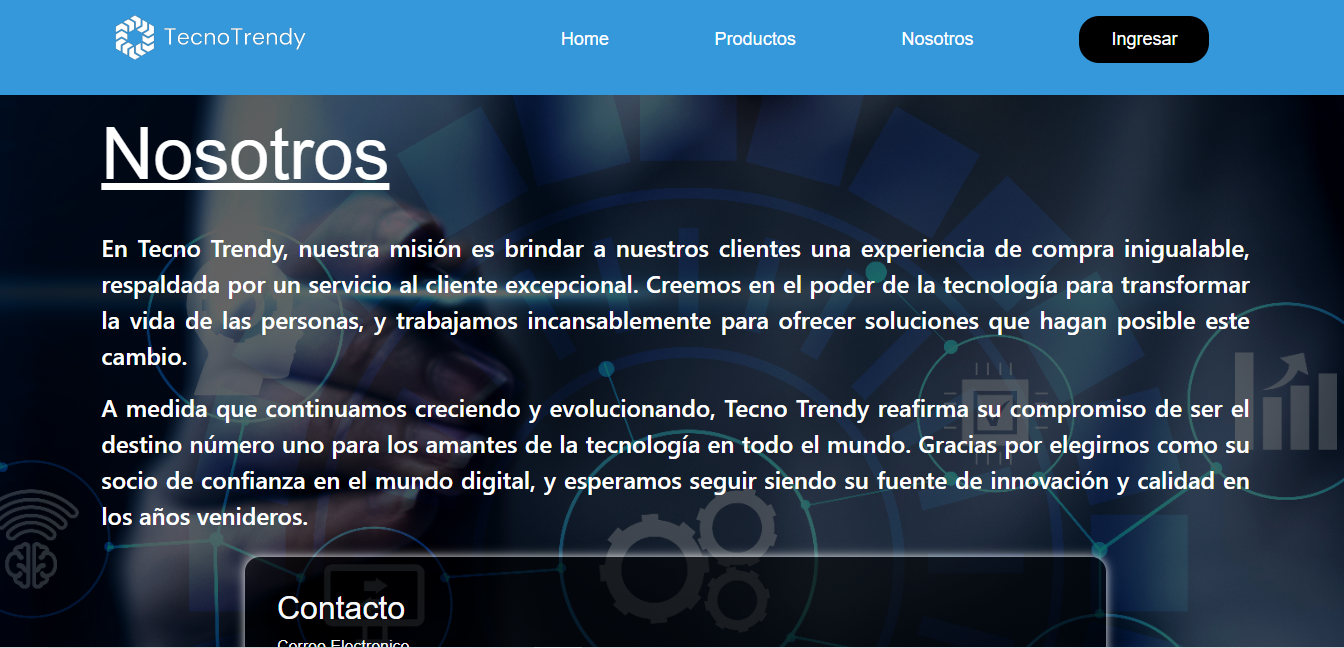 TecnoTrendy
Home
Productos
Nosotros
Ingresar
Nosotros
En Tecno Trendy, nuestra misión es brindar a nuestros clientes una experiencia de compra inigualable,
respaldada por un servicio al cliente excepcional. Creemos en el poder de la tecnología para transformar
la vida de las personas, y trabajamos incansablemente para ofrecer soluciones que hagan posible este
cambio.
A medida que continuamos creciendo y evolucionando, Tecno Trendy reafirma su compromiso de ser el
destino número uno para los amantes de la tecnología en todo el mundo. Gracias por elegirnos como su
socio de confianza en el mundo digital, y esperamos seguir siendo su fuente de innovación y calidad en
los años venideros.
Contacto
Correo Electronico